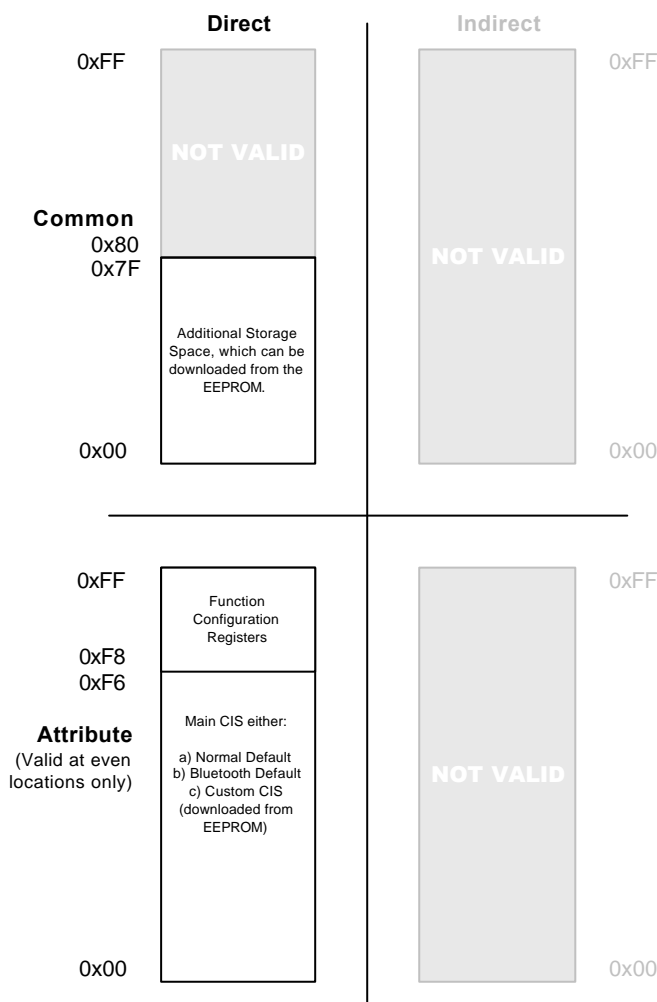 Direct
Indirect
0xFF
0xFF
NOT VALID
Common
0x80
0x7F
NOT VALID
Additional Storage
Space, which can be
downloaded from the
EEPROM.
0x00
0x00
0xFF
0xFF
Function
Configuration
Registers
0xF8
0xF6
Attribute
(Valid at even
locations only)
Main CIS either:
a) Normal Default
b) Bluetooth Default
c) Custom CIS
(downloaded from
EEPROM)
NOT VALID
0x00
0x00